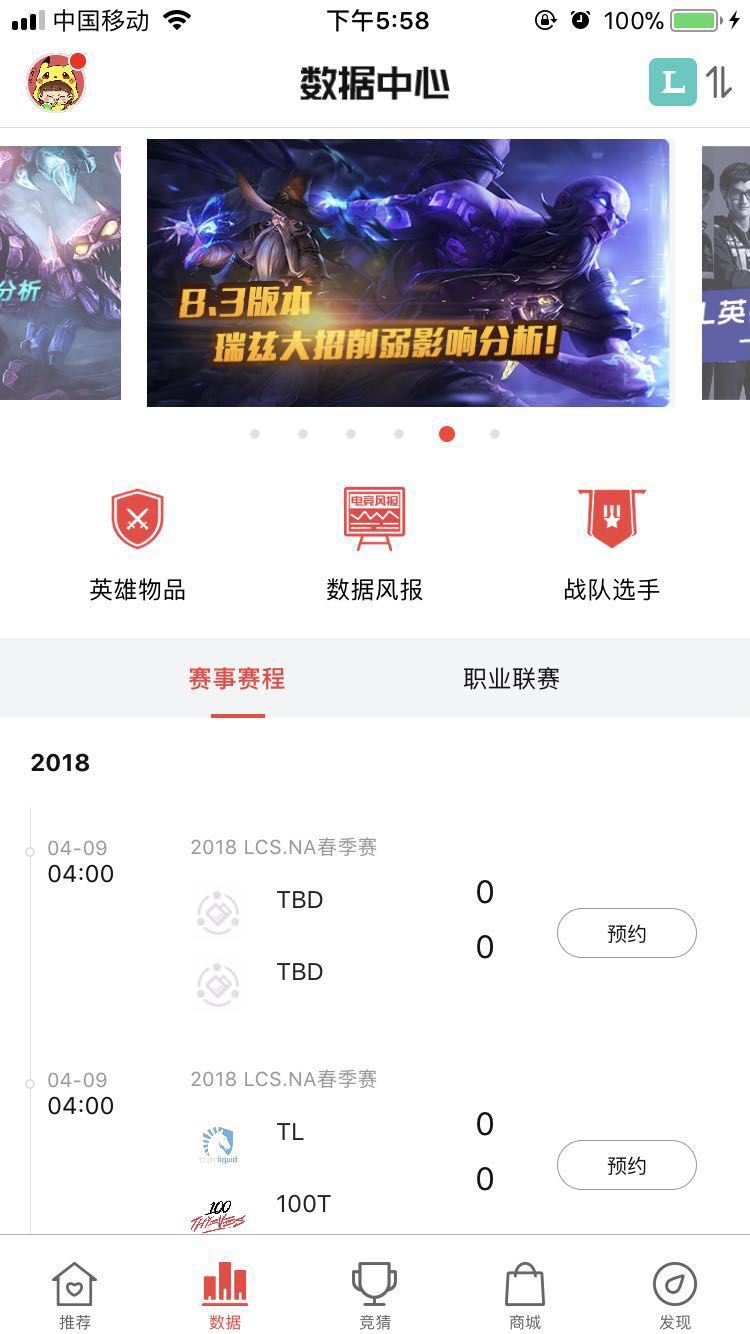 中国移动 下午5:58 100%
数据中心
L
分析
8.3版本
瑞兹大招削弱影响分析!
L英
英雄物品
电竞风报
数据风报
战队选手
赛事赛程
职业联赛
2018
04-09
04:00
2018 LCS.NA春季赛
TBD
0
0
TBD
预约
04-09
04:00
2018 LCS.NA春季赛
TL
0
0
100T
预约
teamliquid
100
THIEVES
推荐
数据
竞猜
商城
发现